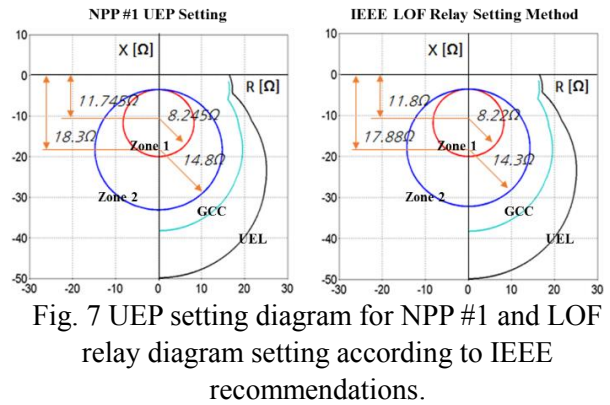 NPP #1 UEP Setting
IEEE LOF Relay Setting Method
10
0
-10
-20
-30
-40
-50
-30
-20
-10
0
10
20
30
X [Ω]
R [Ω]
11.745Ω
18.3Ω
8.245Ω
14.8Ω
Zone 1
Zone 2
GCC
UEL
10
0
-10
-20
-30
-40
-50
-30
-20
-10
0
10
20
30
X [Ω]
R [Ω]
11.8Ω
17.88Ω
8.22Ω
14.3Ω
Zone 1
Zone 2
GCC
UEL
Fig. 7 UEP setting diagram for NPP #1 and LOF
relay diagram setting according to IEEE
recommendations.